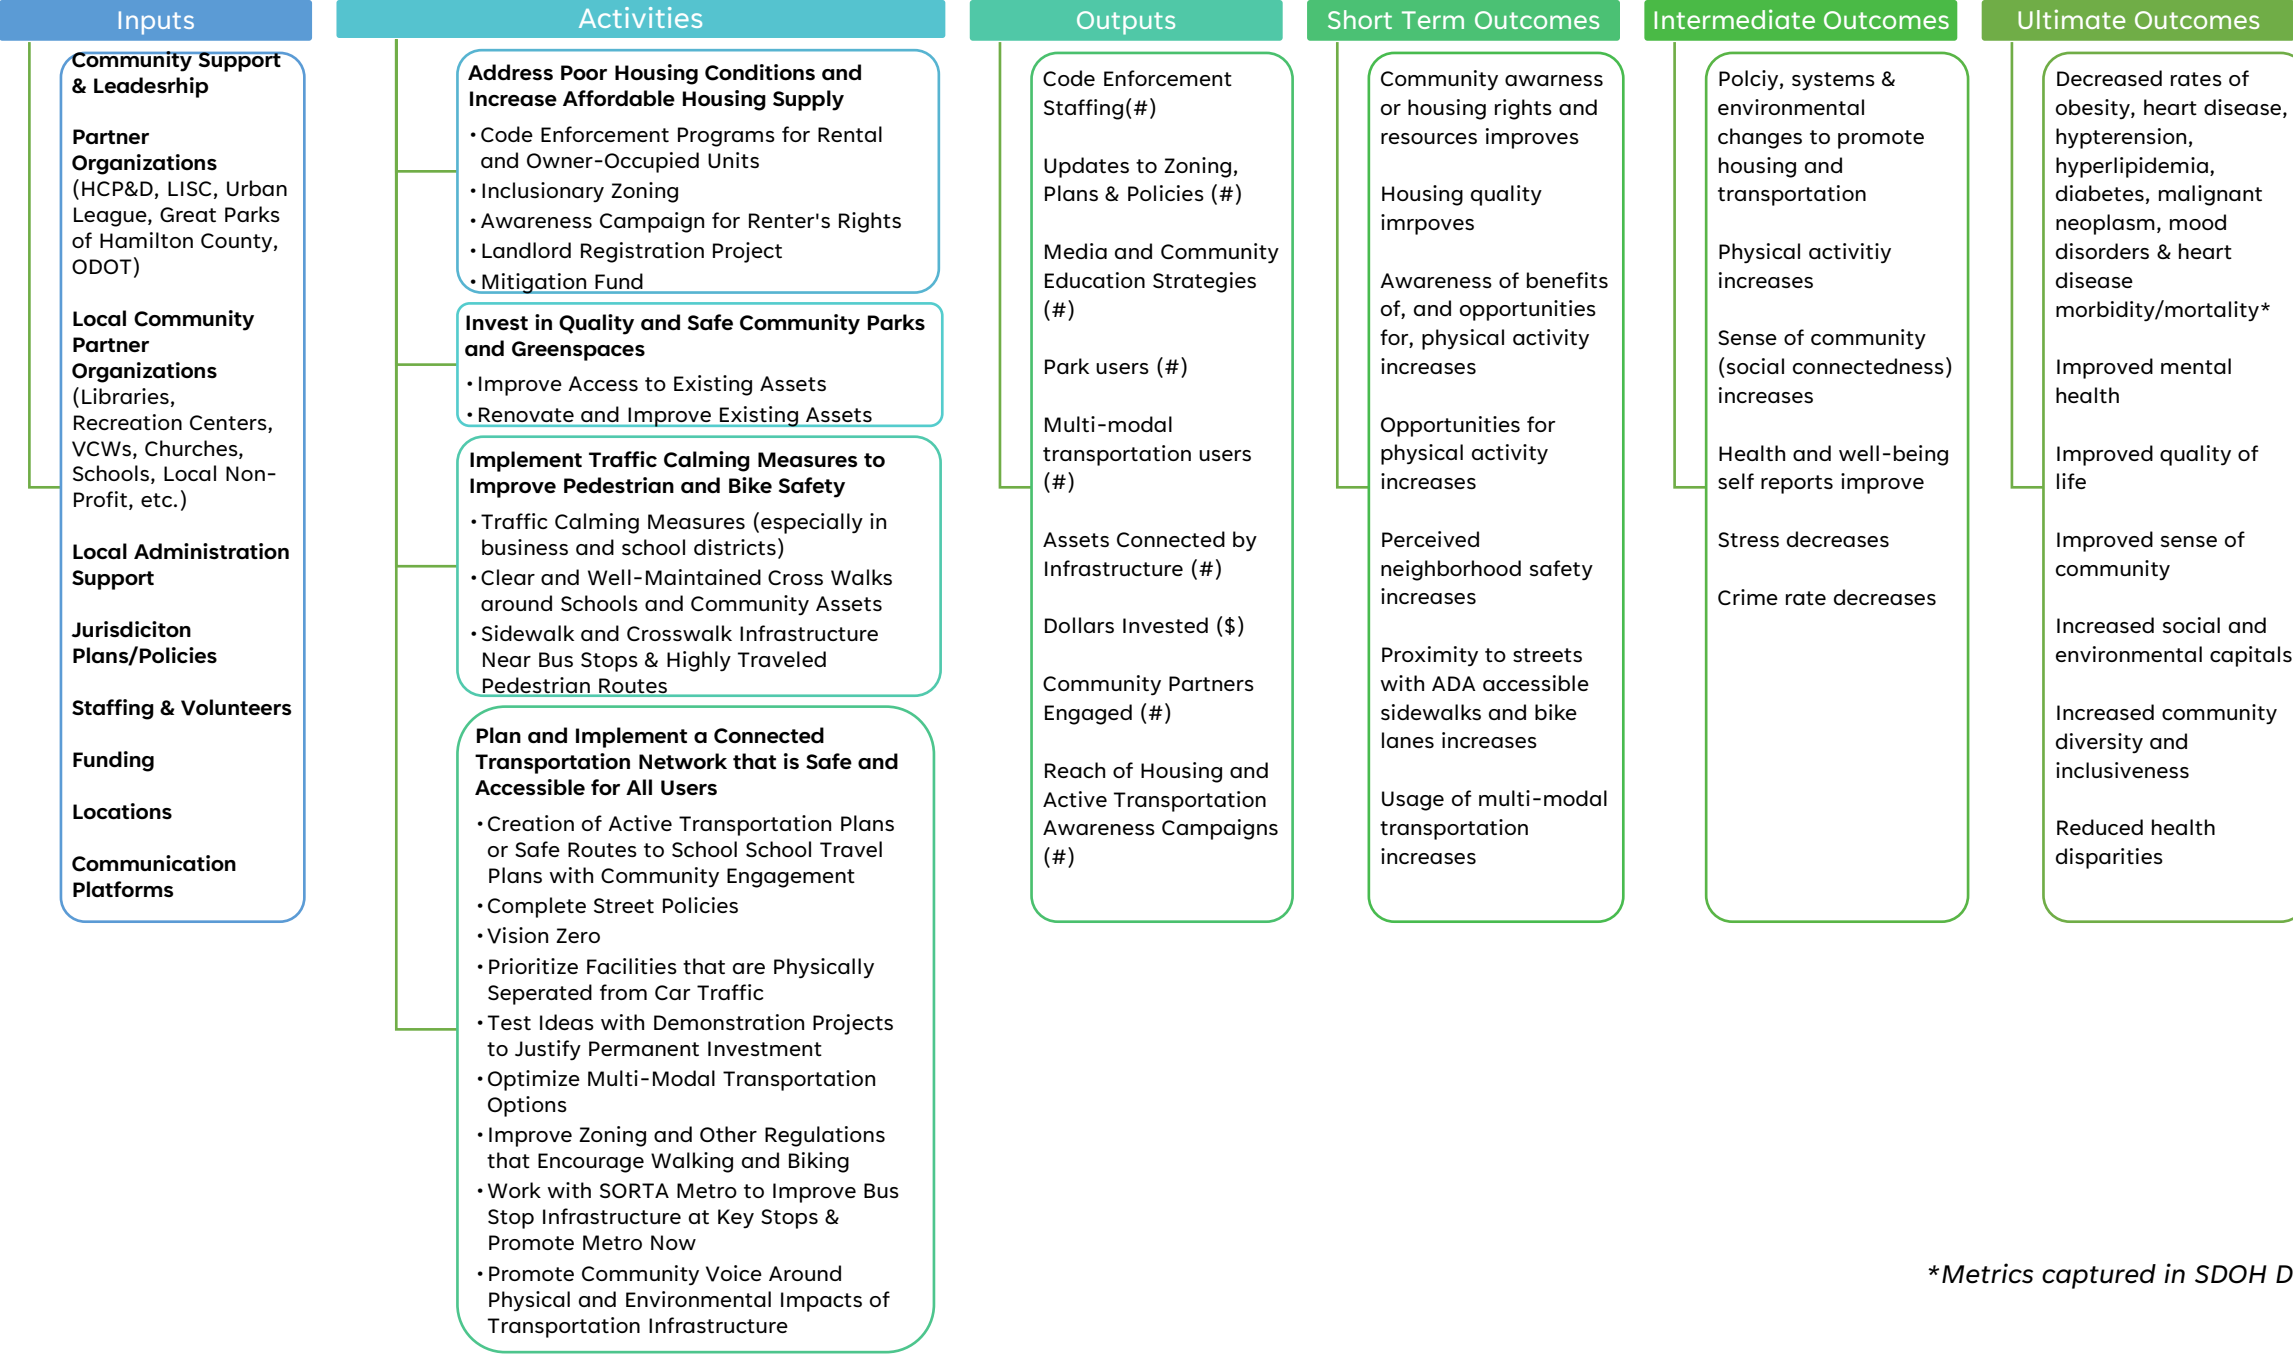 Inputs
Community Support
& Leadesrhip
Partner
Organizations
(HCP&D, LISC, Urban
League, Great Parks
of Hamilton County,
ODOT)
Local Community
Partner
Organizations
(Libraries,
Recreation Centers,
VCWs, Churches,
Schools, Local Non-
Profit, etc.)
Local Administration
Support
Jurisdiciton
Plans/Policies
Staffing & Volunteers
Funding
Locations
Communication
Platforms
Activities
Address Poor Housing Conditions and
Increase Affordable Housing Supply
• Code Enforcement Programs for Rental
and Owner-Occupied Units
• Inclusionary Zoning
• Awareness Campaign for Renter's Rights
• Landlord Registration Project
• Mitigation Fund
Invest in Quality and Safe Community Parks
and Greenspaces
• Improve Access to Existing Assets
• Renovate and Improve Existing Assets
Implement Traffic Calming Measures to
Improve Pedestrian and Bike Safety
• Traffic Calming Measures (especially in
business and school districts)
• Clear and Well-Maintained Cross Walks
around Schools and Community Assets
• Sidewalk and Crosswalk Infrastructure
Near Bus Stops & Highly Traveled
Pedestrian Routes
Plan and Implement a Connected
Transportation Network that is Safe and
Accessible for All Users
• Creation of Active Transportation Plans
or Safe Routes to School School Travel
Plans with Community Engagement
• Complete Street Policies
• Vision Zero
• Prioritize Facilities that are Physically
Seperated from Car Traffic
• Test Ideas with Demonstration Projects
to Justify Permanent Investment
• Optimize Multi-Modal Transportation
Options
• Improve Zoning and Other Regulations
that Encourage Walking and Biking
• Work with SORTA Metro to Improve Bus
Stop Infrastructure at Key Stops &
Promote Metro Now
• Promote Community Voice Around
Physical and Environmental Impacts of
Transportation Infrastructure
Outputs
Code Enforcement
Staffing(#)
Updates to Zoning,
Plans & Policies (#)
Media and Community
Education Strategies
(#)
Park users (#)
Multi-modal
transportation users
(#)
Assets Connected by
Infrastructure (#)
Dollars Invested ($)
Community Partners
Engaged (#)
Reach of Housing and
Active Transportation
Awareness Campaigns
(#)
Short Term Outcomes
Community awarness
or housing rights and
resources improves
Housing quality
imrpoves
Awareness of benefits
of, and opportunities
for, physical activity
increases
Opportunities for
physical activity
increases
Perceived
neighborhood safety
increases
Proximity to streets
with ADA accessible
sidewalks and bike
lanes increases
Usage of multi-modal
transportation
increases
Intermediate Outcomes
Polciy, systems &
environmental
changes to promote
housing and
transportation
Physical activitiy
increases
Sense of community
(social connectedness)
increases
Health and well-being
self reports improve
Stress decreases
Crime rate decreases
Ultimate Outcomes
Decreased rates of
obesity, heart disease,
hypterension,
hyperlipidemia,
diabetes, malignant
neoplasm, mood
disorders & heart
disease
morbidity/mortality*
Improved mental
health
Improved quality of
life
Improved sense of
community
Increased social and
environmental capitals
Increased community
diversity and
inclusiveness
Reduced health
disparities
*Metrics captured in SDOH D